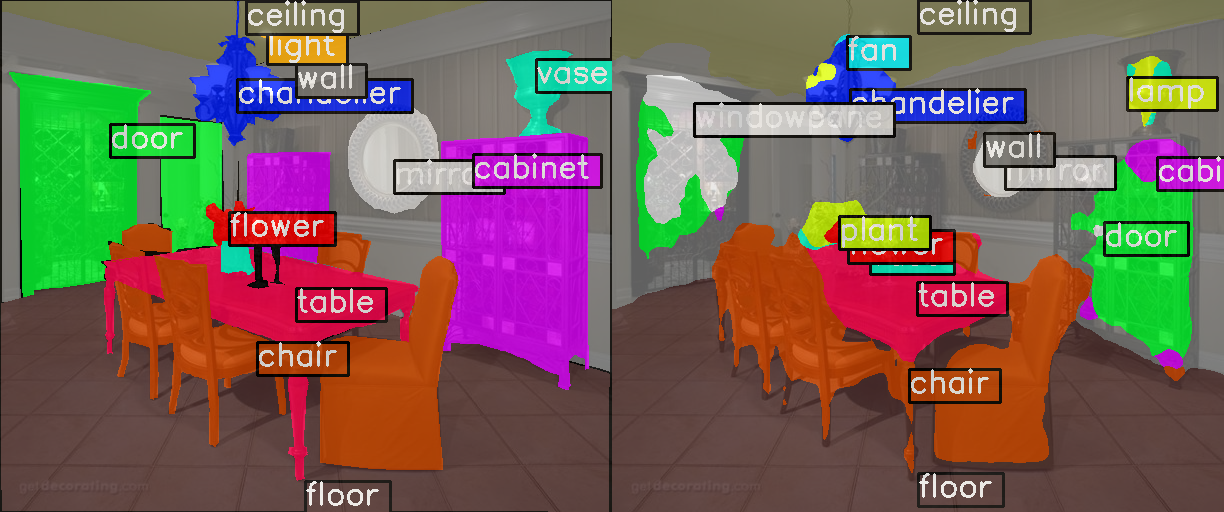 ceiling
light
wall
chandelier
vase
door
cabinet
flower
table
chair
floor
getdecorating.com
ceiling
fan
chandelier
lamp
windowpane
wall
mirror
cabi
plant
door
table
chair
floor
getdecorating.com